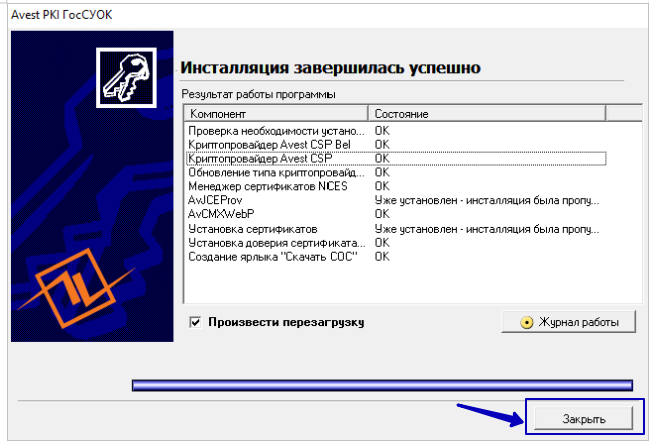 Avest PKI ГосСУОК
Инсталляция завершилась успешно
Результат работы программы
Компонент Состояние
Проверка необходимости устано... OK
Криптопровайдер Avest CSP Bel OK
Криптопровайдер Avest CSP OK
Обновление типа криптопровайд... OK
Менеджер сертификатов NCES OK
AvJCEProv Уже установлен - инсталляция была пропу...
AvCMXWebP OK
Установка сертификатов Уже установлен - инсталляция была пропу...
Установка доверия сертификата... OK
Создание ярлыка "Скачать СОС" OK
Произвести перезагрузку
Журнал работы
Закрыть